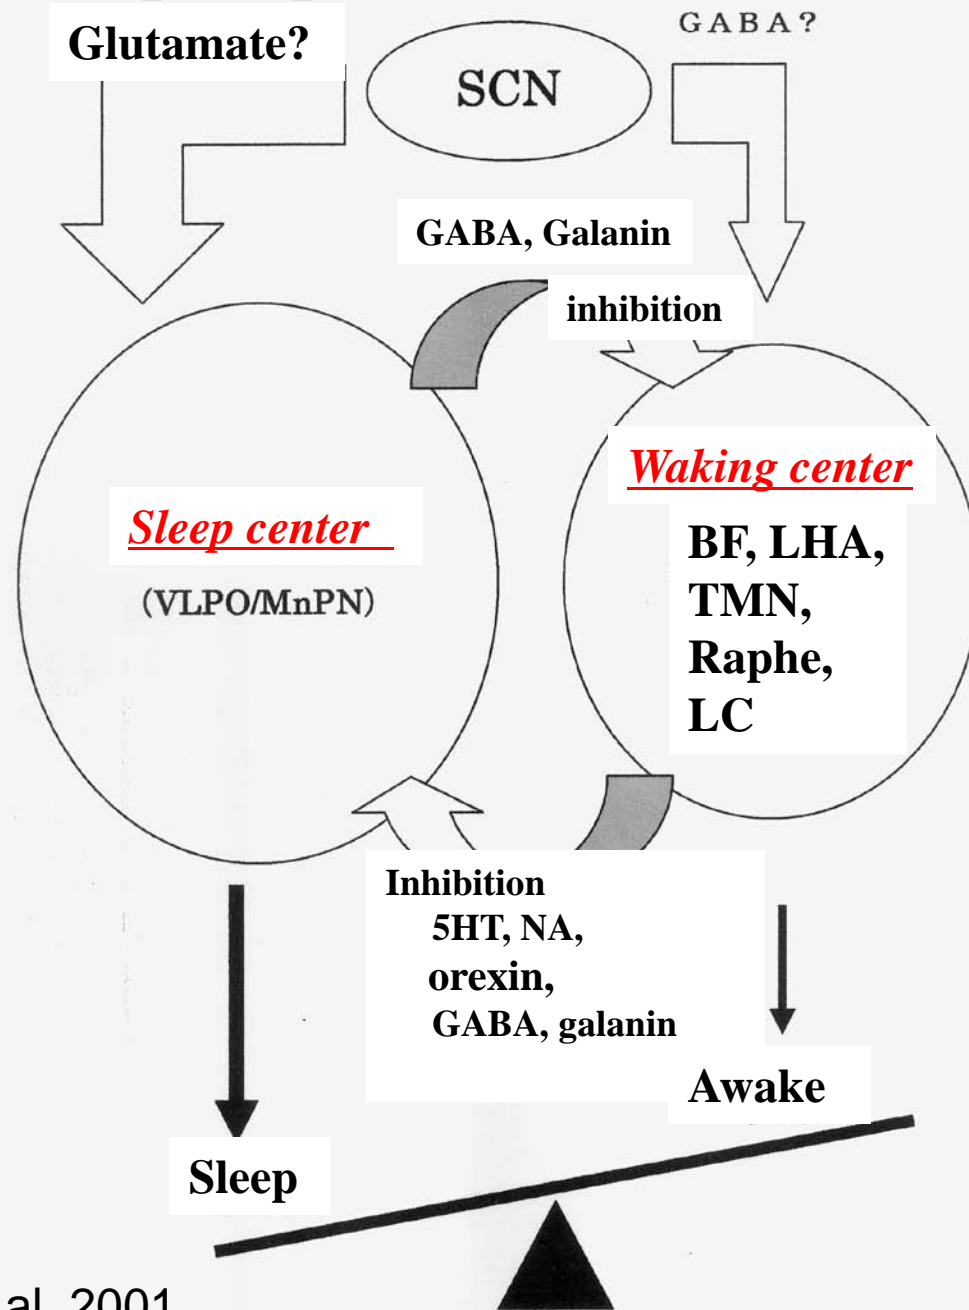 Glutamate?
GABA?
SCN
GABA, Galanin
inhibition
Sleep center
(VLPO/MnPN)
Waking center
BF, LHA,
TMN,
Raphe,
LC
Inhibition
5HT, NA,
orexin,
GABA, galanin
Awake
Sleep
al. 2001